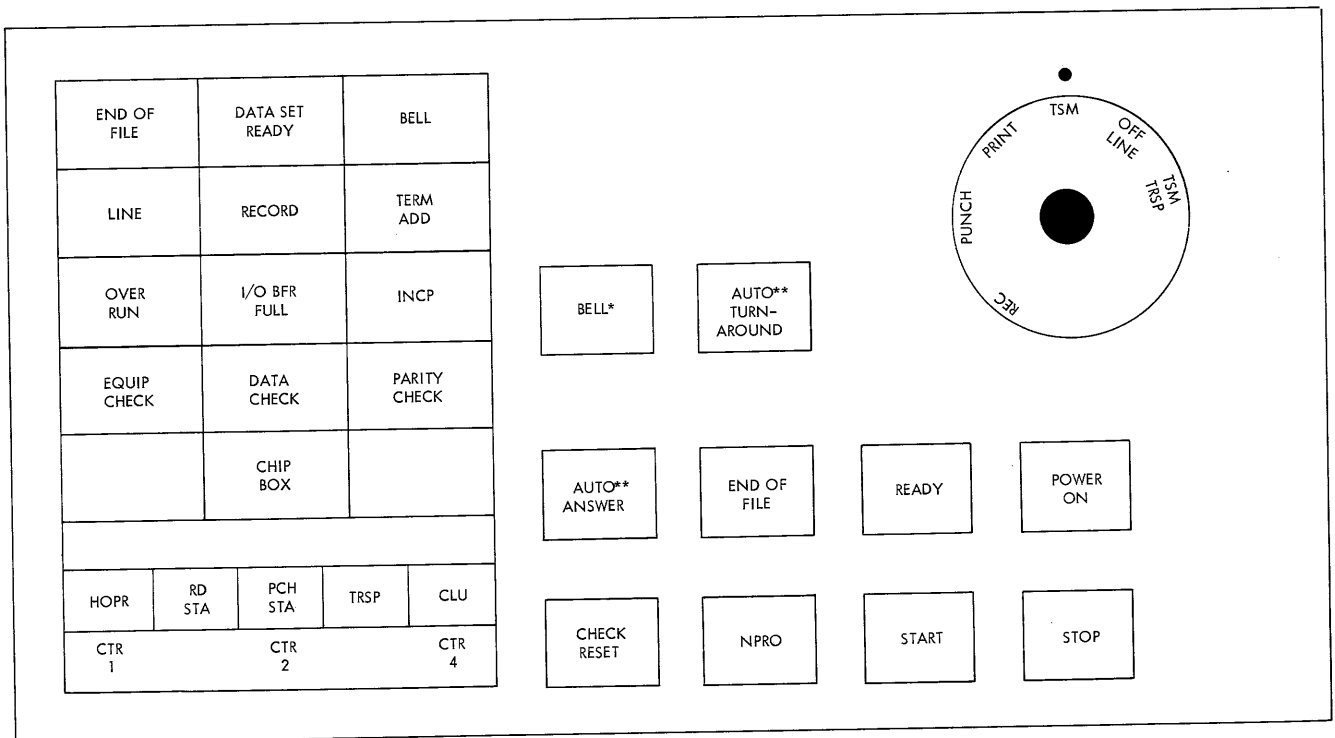 END OF
FILE
DATA SET
READY
BELL
LINE
RECORD
TERM
ADD
OVER
RUN
I/O BFR
FULL
INCP
EQUIP
CHECK
DATA
CHECK
PARITY
CHECK
CHIP
BOX
HOPR
RD
STA
PCH
STA
TRSP
CLU
CTR
1
CTR
2
CTR
4
BELL*
AUTO**
TURN-
AROUND
AUTO**
ANSWER
END OF
FILE
READY
POWER
ON
CHECK
RESET
NPRO
START
STOP
REC
PUNCH
PRINT
TSM
OFF
LINE
TSM
TRSP